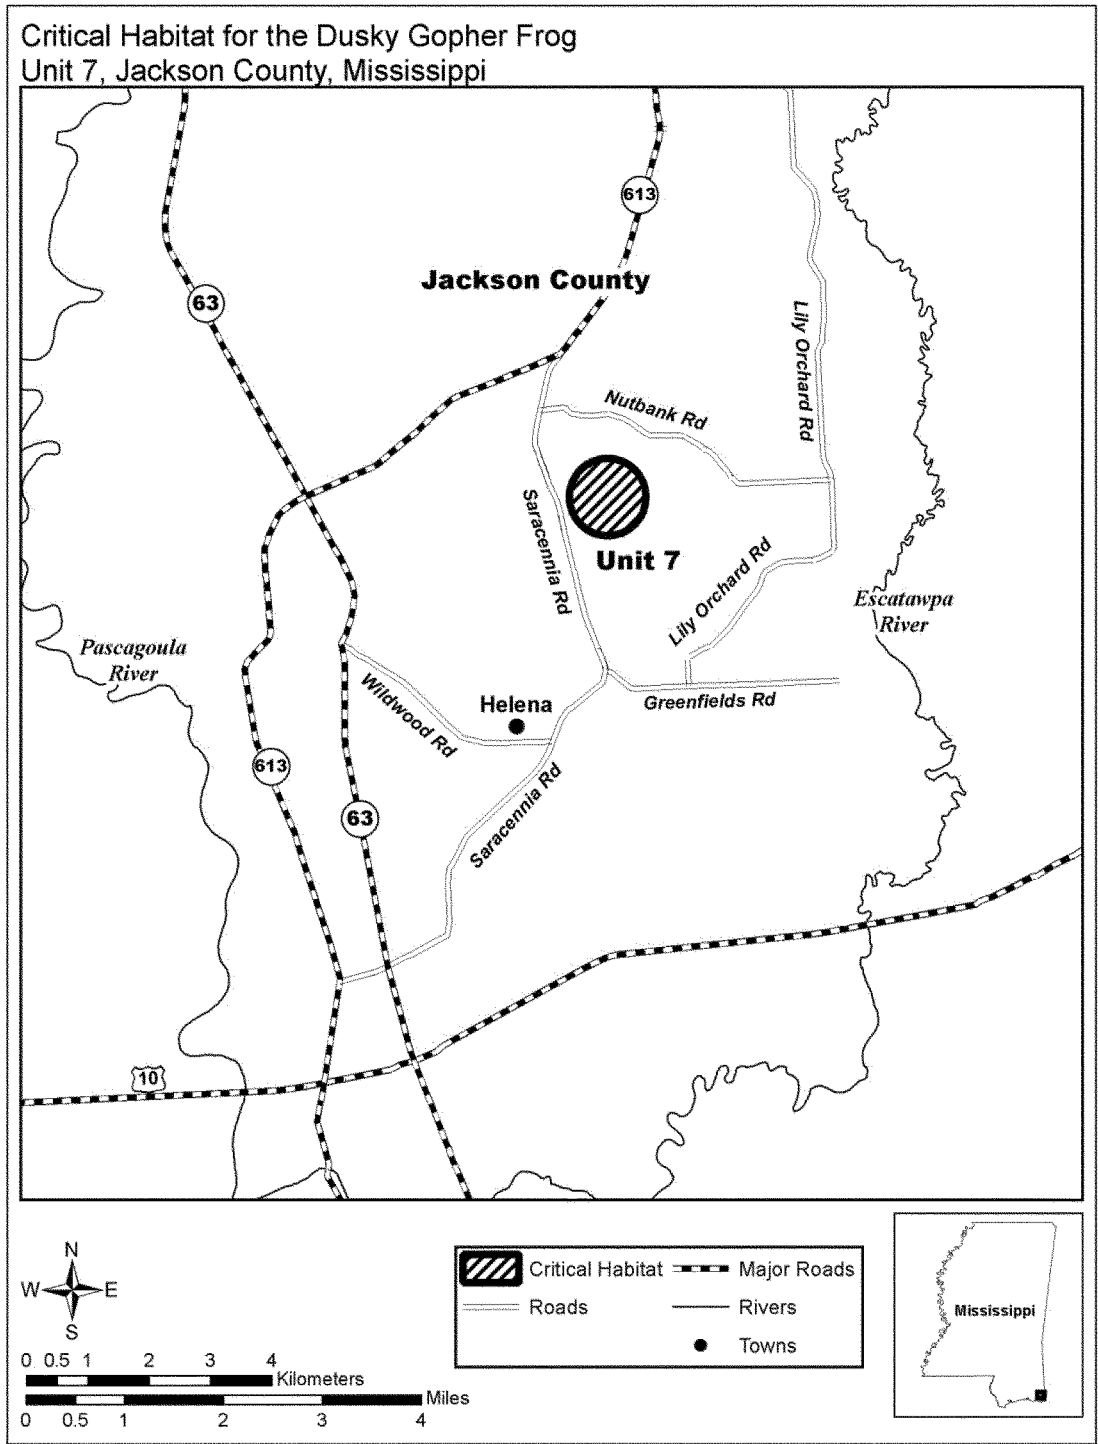 Critical Habitat for the Dusky Gopher Frog
Unit 7, Jackson County, Mississippi
613
Jackson County
63
Lily Orchard Rd
Nutbank Rd
Saracennia Rd
Unit 7
Lily Orchard Rd
Escatawpa
River
Pascagoula
River
Wildwood Rd
Helena
Greenfields Rd
613
63
Saracennia Rd
10
N
W E
S
0 0.5 1 2 3 4
Kilometers
Miles
0 0.5 1 2 3 4
Critical Habitat
Major Roads
Roads
Rivers
Towns
Mississippi